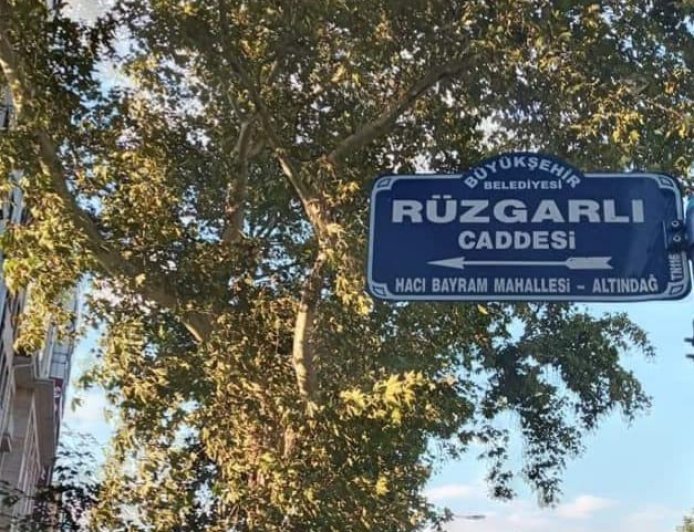 BÜYÜKŞEHİR
BELEDİYESİ
RÜZGARLI
CADDESİ
HACI BAYRAM MAHALLESİ - ALTINDAĞ